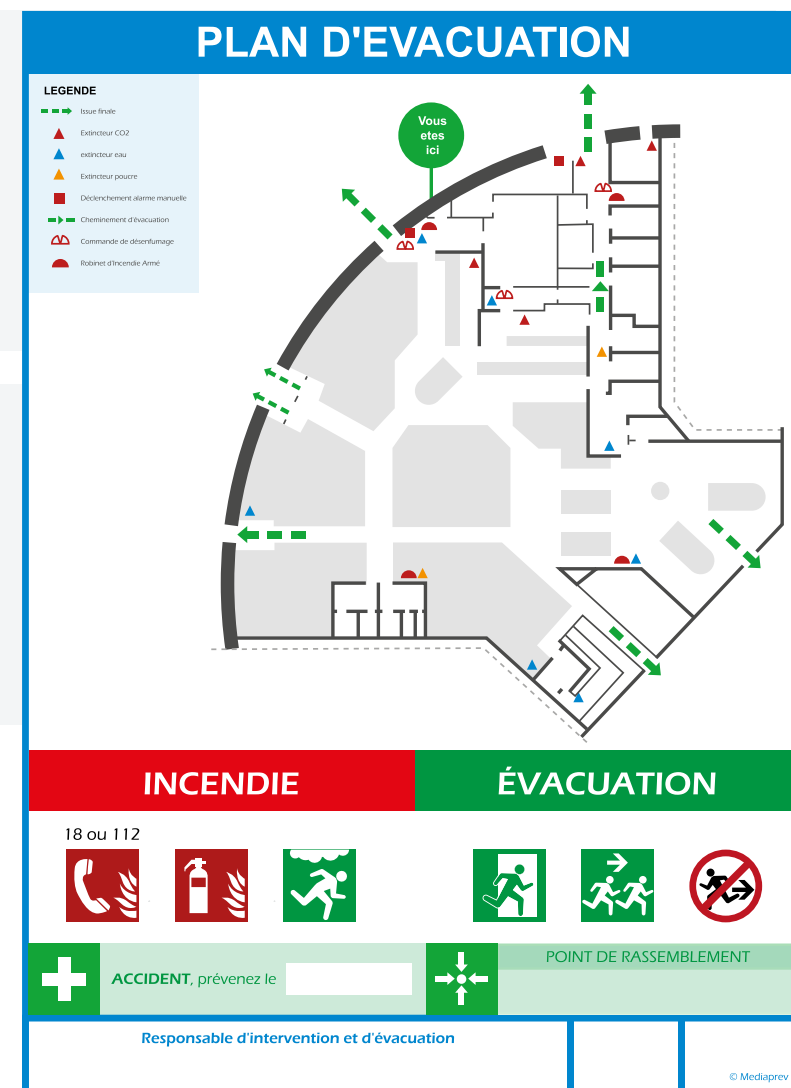 PLAN D'EVACUATION
LEGENDE
Issue finale
Extincteur CO2
extincteur eau
Extincteur poucre
Déclenchement alarme manuelle
Cheminement d'évacuation
Commande de désenfumage
Robinet d'Incendie Armé
Vous
etes
ici
INCENDIE
ÉVACUATION
18 ou 112
ACCIDENT, prévenez le
POINT DE RASSEMBLEMENT
Responsable d'intervention et d'évacuation
© Mediaprev